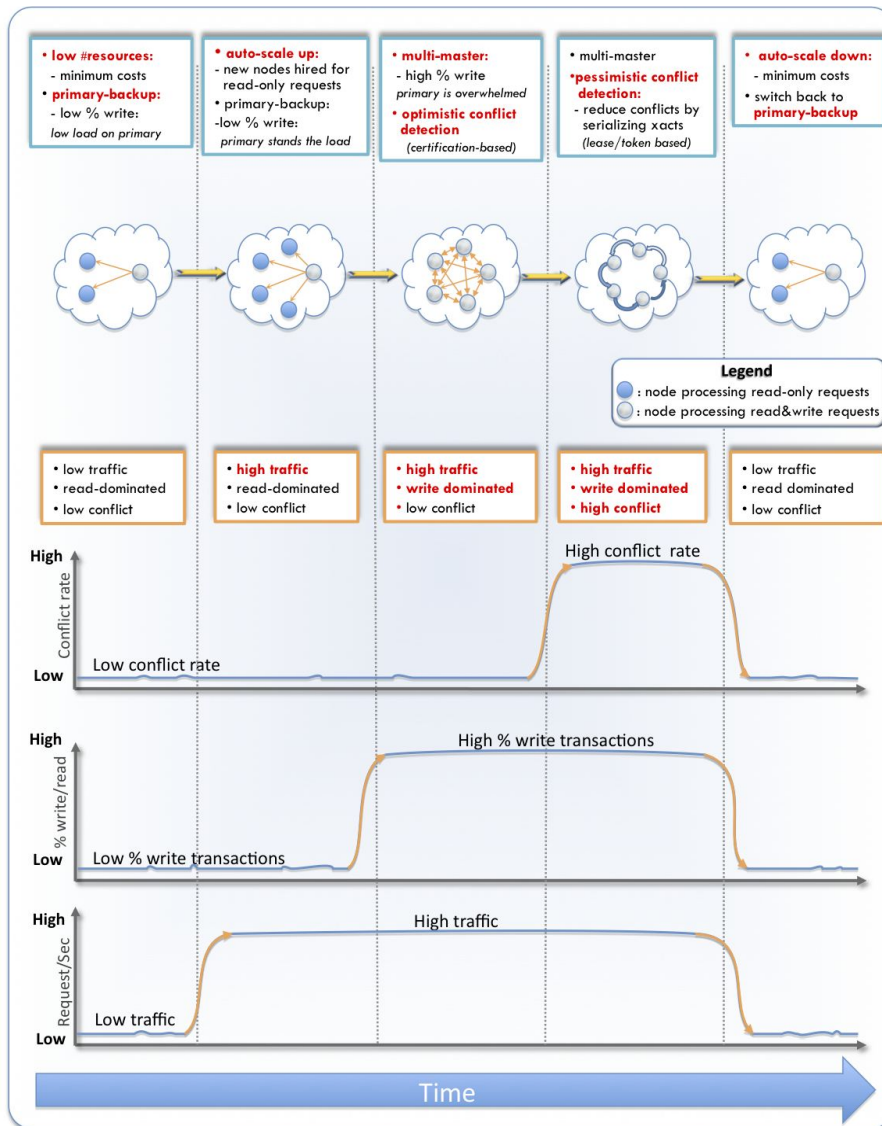 • low #resources:
- minimum costs
• primary-backup:
- low % write:
low load on primary
• auto-scale up:
- new nodes hired for
read-only requests
• primary-backup:
-low % write:
primary stands the load
• multi-master:
- high % write
primary is overwhelmed
• optimistic conflict
detection
(certification-based)
• multi-master
•pessimistic conflict
detection:
- reduce conflicts by
serializing xacts
(lease/token based)
• auto-scale down:
- minimum costs
• switch back to
primary-backup
Legend
: node processing read-only requests
: node processing read&write requests
• low traffic
• read-dominated
• low conflict
• high traffic
• read-dominated
• low conflict
• high traffic
• write dominated
• low conflict
• high traffic
• write dominated
• high conflict
• low traffic
• read dominated
• low conflict
High
Conflict rate
Low
High conflict rate
Low conflict rate
High
% write/read
Low
High % write transactions
Low % write transactions
High
Request/Sec
Low
High traffic
Low traffic
Time